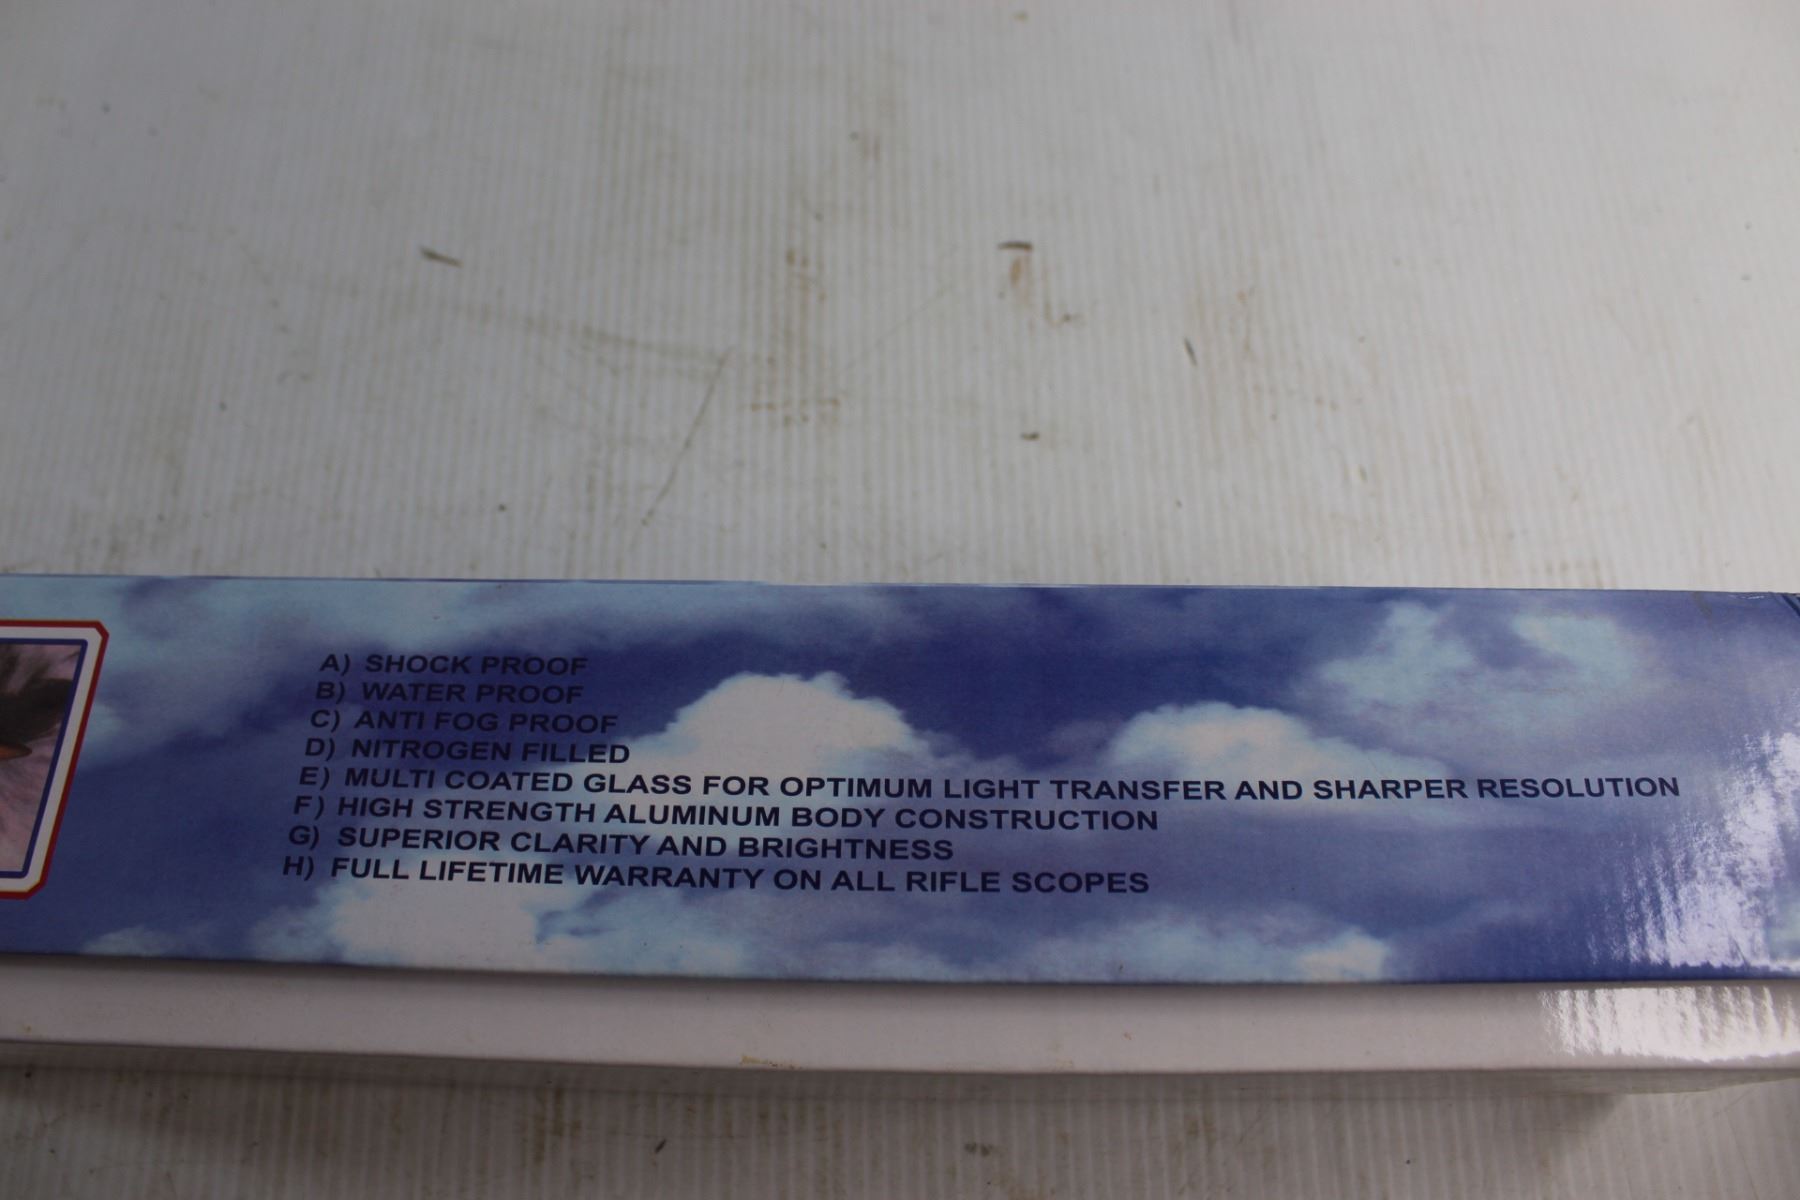 A) SHOCK PROOF
B) WATER PROOF
C) ANTI FOG PROOF
D) NITROGEN FILLED
E) MULTI COATED GLASS FOR OPTIMUM LIGHT TRANSFER AND SHARPER RESOLUTION
F) HIGH STRENGTH ALUMINUM BODY CONSTRUCTION
G) SUPERIOR CLARITY AND BRIGHTNESS
H) FULL LIFETIME WARRANTY ON ALL RIFLE SCOPES